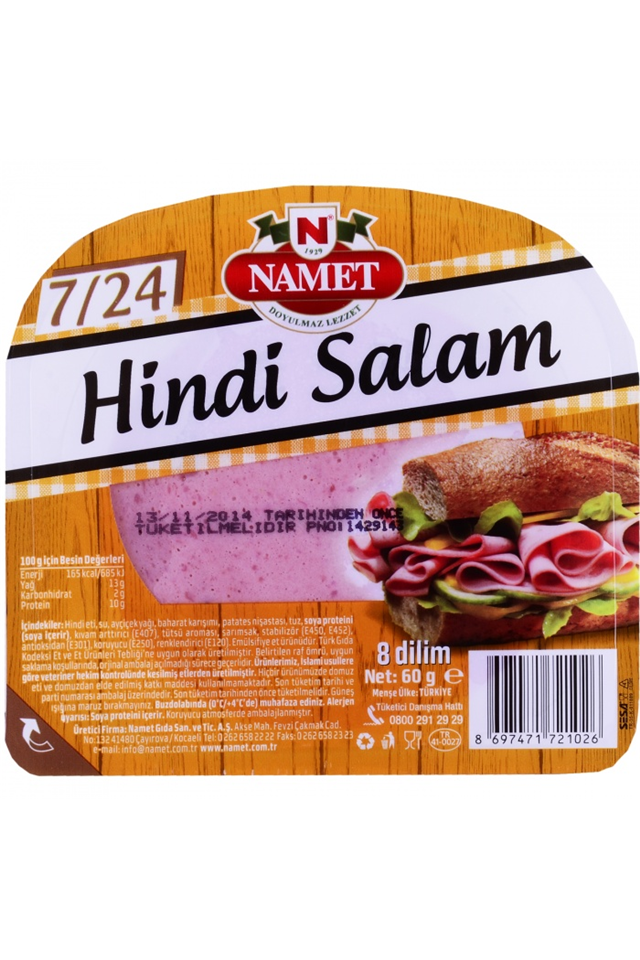 N
1929
NAMET
DOYULMAZ LEZZET
7/24
Hindi Salam
13/11/2014 TARIHINDEN ONCE
TUKETILMELIDIR PNO:1429143
100 g için Besin Değerleri
Enerji 165 kcal/685 kJ
Yağ 13 g
Karbonhidrat 2 g
Protein 10 g
İçindekiler: Hindi eti, su, ayçiçek yağı, baharat karışımı, patates nişastası, tuz, soya proteini
(soya içerir), kıvam arttırıcı (E407), tütsü aroması, sarımsak, stabilizör (E450, E452),
antioksidan (E301), koruyucu (E250), renklendirici (E120). Emülsifiye et ürünüdür. Türk Gıda
Kodeksi Et ve Et Ürünleri Tebliği'ne uygun olarak üretilmiştir. Belirtilen raf ömrü, uygun
saklama koşullarında, orjinal ambalaj açılmadığı sürece geçerlidir. Ürünlerimiz, İslami usullere
göre veteriner hekim kontrolünde kesilmiş etlerden üretilmiştir. Hiçbir ürünümüzde domuz
eti ve domuzdan elde edilmiş katkı maddesi kullanılmamaktadır. Son tüketim tarihi ve
parti numarası ambalaj üzerindedir. Son tüketim tarihinden önce tüketilmelidir. Güneş
ışığına maruz bırakmayınız. Buzdolabında (0°C/+4°C'de) muhafaza ediniz. Alerjen
uyarısı: Soya proteini içerir. Koruyucu atmosferde ambalajlanmıştır.
Üretici Firma: Namet Gıda San. ve Tic. A.Ş. Akse Mah. Fevzi Çakmak Cad.
No:132 41480 Çayırova/ Kocaeli Tel: 0 262 658 22 22 Faks: 0 262 658 23 23
e-mail: info@namet.com.tr www.namet.com.tr
8 dilim
Net: 60 g e
Menşe Ülke: TÜRKİYE
Tüketici Danışma Hattı
0800 291 29 29
TR
41-0027
8 697471 721026
SESA